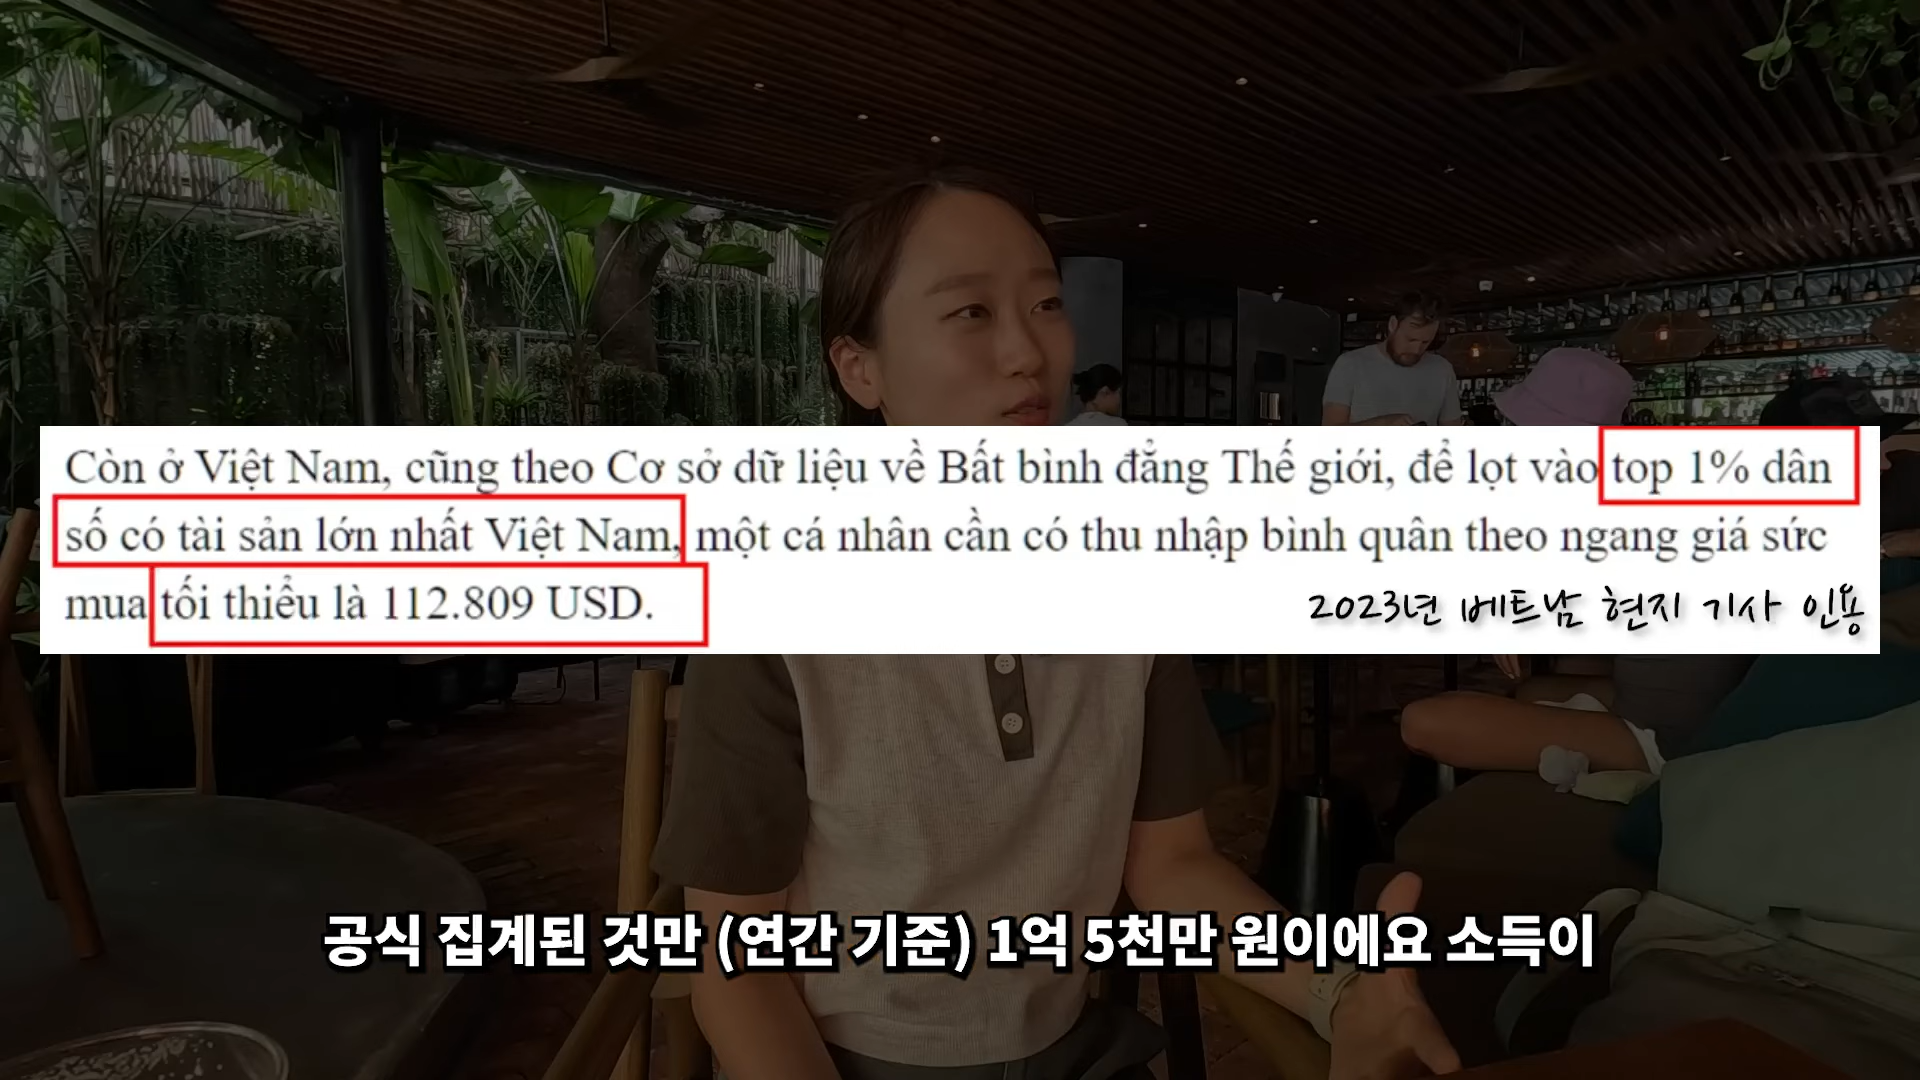 Còn ở Việt Nam, cũng theo Cơ sở dữ liệu về Bất bình đẳng Thế giới, để lọt vào top 1% dân
số có tài sản lớn nhất Việt Nam, một cá nhân cần có thu nhập bình quân theo ngang giá sức
mua tối thiểu là 112.809 USD.
2023년 베트남 현지 기사 인용
공식 집계된 것만 (연간 기준) 1억 5천만 원이에요 소득이